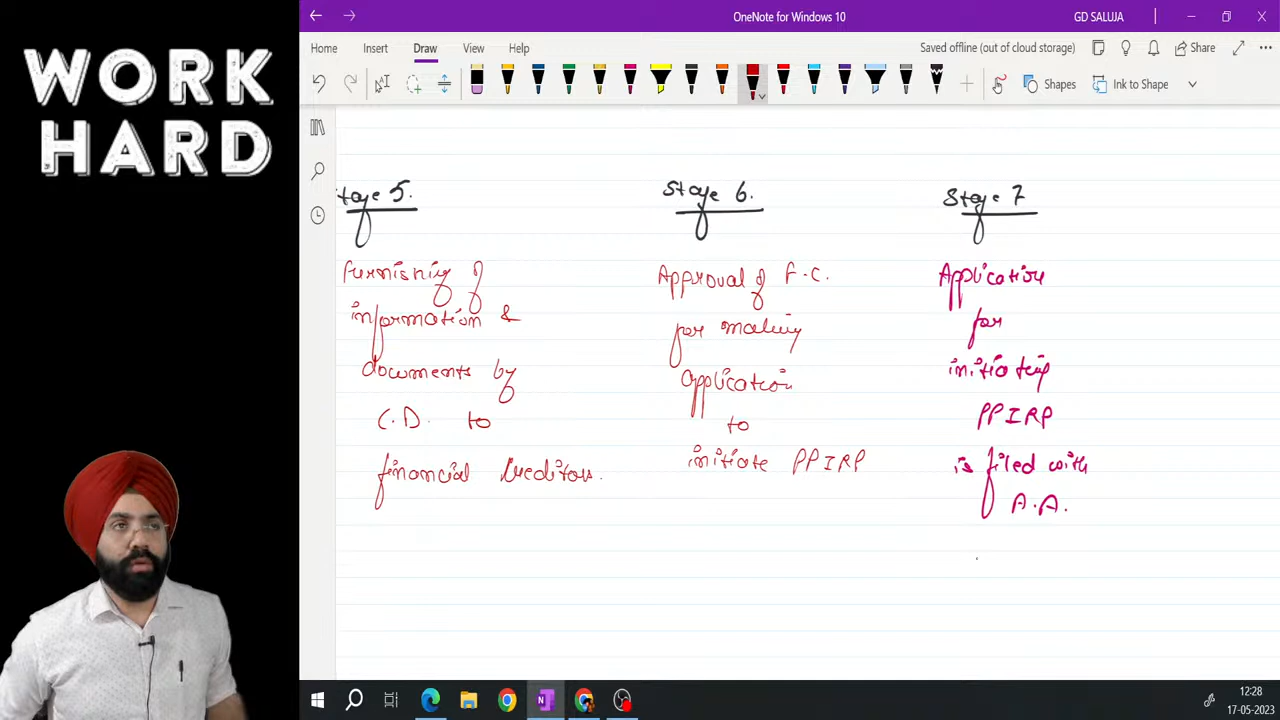 WORK
HARD
OneNote for Windows 10
GD SALUJA
Home
Insert
Draw
View
Help
Saved offline (out of cloud storage)
Share
Shapes
Ink to Shape
Stage 5.
Furnishing of
information &
documents by
C.D. to
financial Creditors.
Stage 6.
Approval of F.C.
for making
application
to
initiate PPIRP
Stage 7
Application
for
initiating
PPIRP
is filed with
A.A.
12:28
17-05-2023